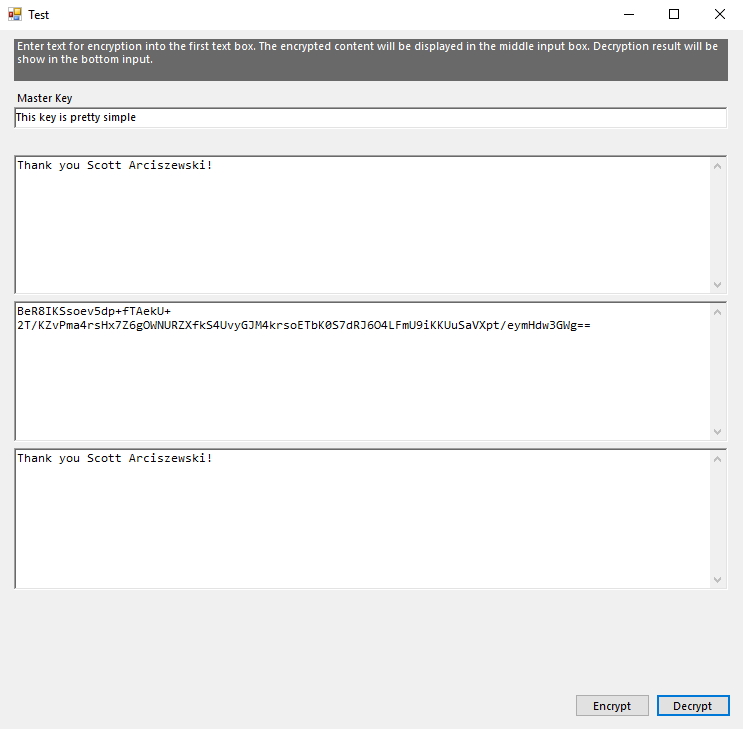 Test
Enter text for encryption into the first text box. The encrypted content will be displayed in the middle input box. Decryption result will be
show in the bottom input.
Master Key
This key is pretty simple
Thank you Scott Arciszewski!
BeR8IKSsoev5dp+fTAekU+
2T/KZvPma4rsHx7Z6gOWNURZXfkS4UvyGJM4krsoETbK0S7dRJ6O4LFmU9iKKUuSaVXpt/eymHdw3GWg==
Thank you Scott Arciszewski!
Encrypt
Decrypt